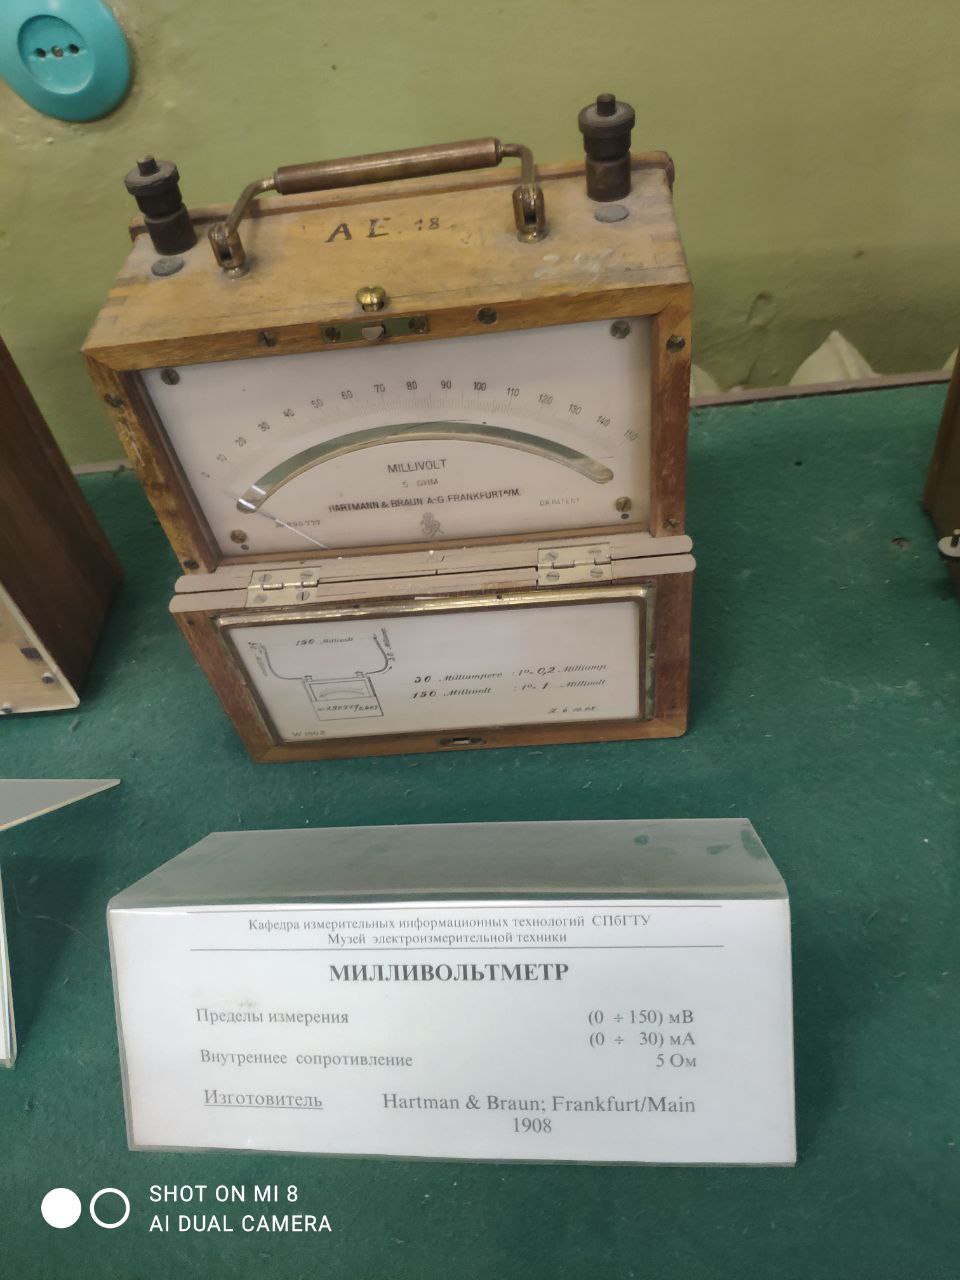 A E. 18.
0 10 20 30 40 50 60 70 80 90 100 110 120 130 140 150
MILLIVOLT
5 OHM
HARTMANN & BRAUN A-G. FRANKFURT A/M.
D.R. PATENT
150 Millivolt
30 Milliampere : 1° = 0,2 Milliamp.
150 Millivolt : 1° = 1 Millivolt
Кафедра измерительных информационных технологий СПбГТУ
Музей электроизмерительной техники
МИЛЛИВОЛЬТМЕТР
Пределы измерения (0 ÷ 150) мВ
(0 ÷ 30) мА
Внутреннее сопротивление 5 Ом
Изготовитель Hartman & Braun; Frankfurt/Main
1908
SHOT ON MI 8
AI DUAL CAMERA